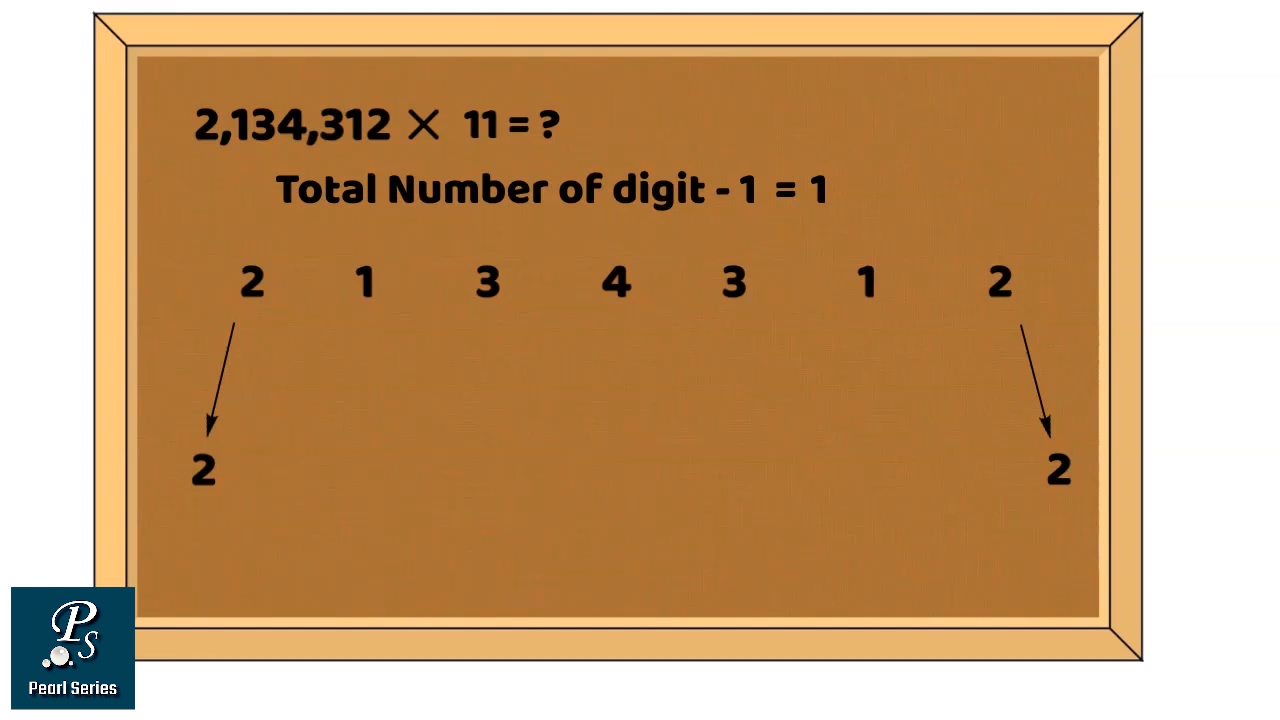 2,134,312 × 11 = ?
Total Number of digit - 1 = 1
2 1 3 4 3 1 2
2 2
PS
Pearl Series